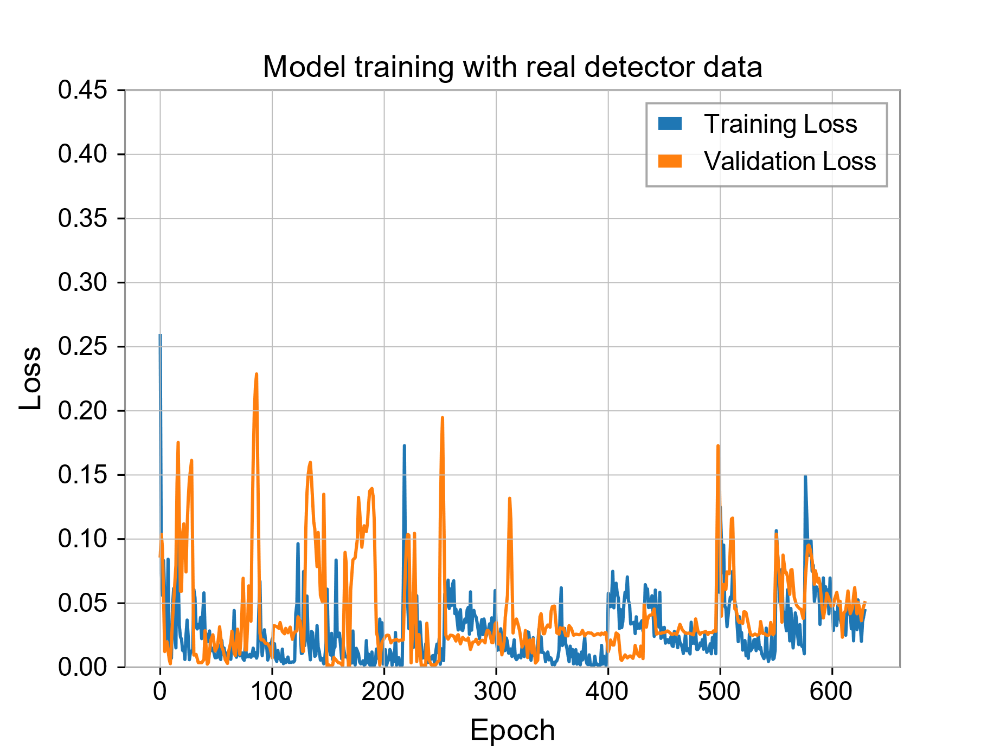 Model training with real detector data
0.45
0.40
0.35
0.30
0.25
0.20
0.15
0.10
0.05
0.00
Loss
Training Loss
Validation Loss
0 100 200 300 400 500 600
Epoch